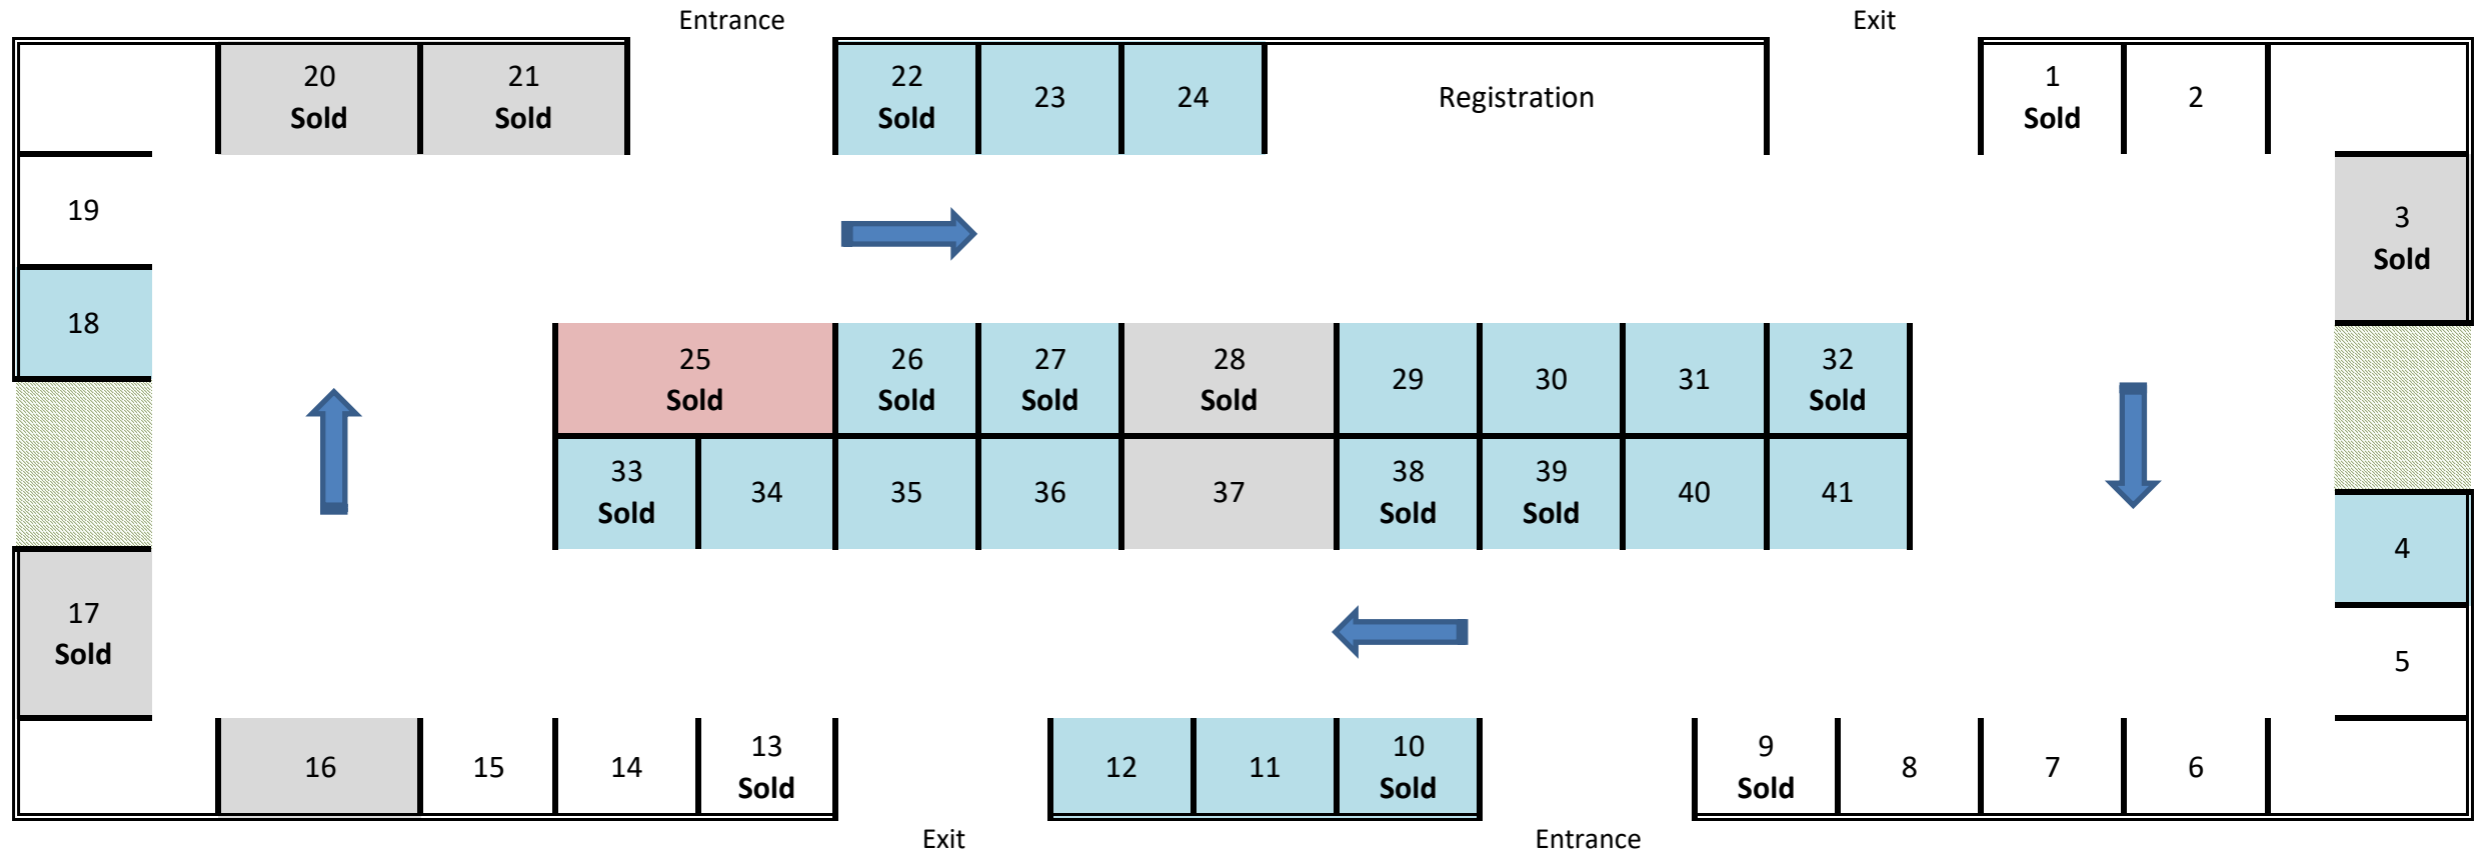 Entrance
Exit
20
Sold
21
Sold
22
Sold
23
24
Registration
1
Sold
2
19
3
Sold
18
25
Sold
26
Sold
27
Sold
28
Sold
29
30
31
32
Sold
33
Sold
34
35
36
37
38
Sold
39
Sold
40
41
4
17
Sold
5
16
15
14
13
Sold
12
11
10
Sold
9
Sold
8
7
6
Exit
Entrance